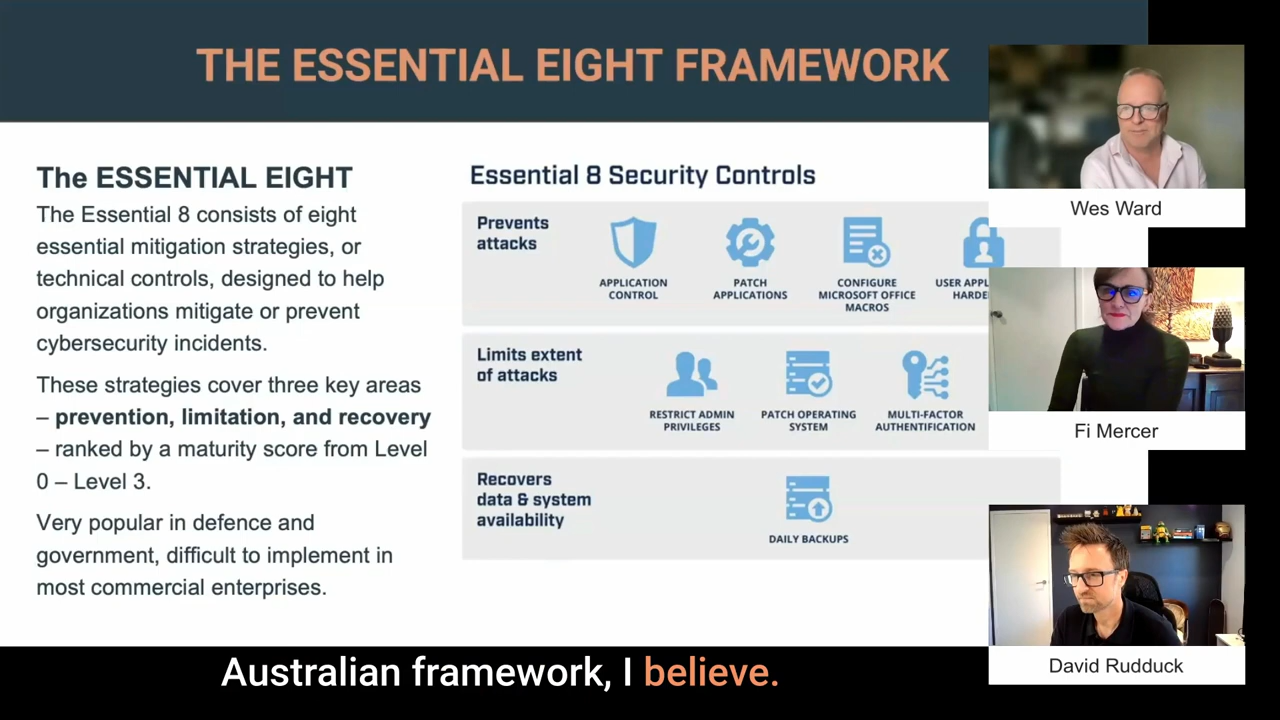 THE ESSENTIAL EIGHT FRAMEWORK
The ESSENTIAL EIGHT
The Essential 8 consists of eight
essential mitigation strategies, or
technical controls, designed to help
organizations mitigate or prevent
cybersecurity incidents.
These strategies cover three key areas
– prevention, limitation, and recovery
– ranked by a maturity score from Level
0 – Level 3.
Very popular in defence and
government, difficult to implement in
most commercial enterprises.
Essential 8 Security Controls
Prevents
attacks
APPLICATION
CONTROL
PATCH
APPLICATIONS
CONFIGURE
MICROSOFT OFFICE
MACROS
USER
Limits extent
of attacks
RESTRICT ADMIN
PRIVILEGES
PATCH OPERATING
SYSTEM
MULTI-FACTOR
AUTHENTIFICATION
Recovers
data & system
availability
DAILY BACKUPS
Wes Ward
Fi Mercer
David Rudduck
Australian framework, I believe.